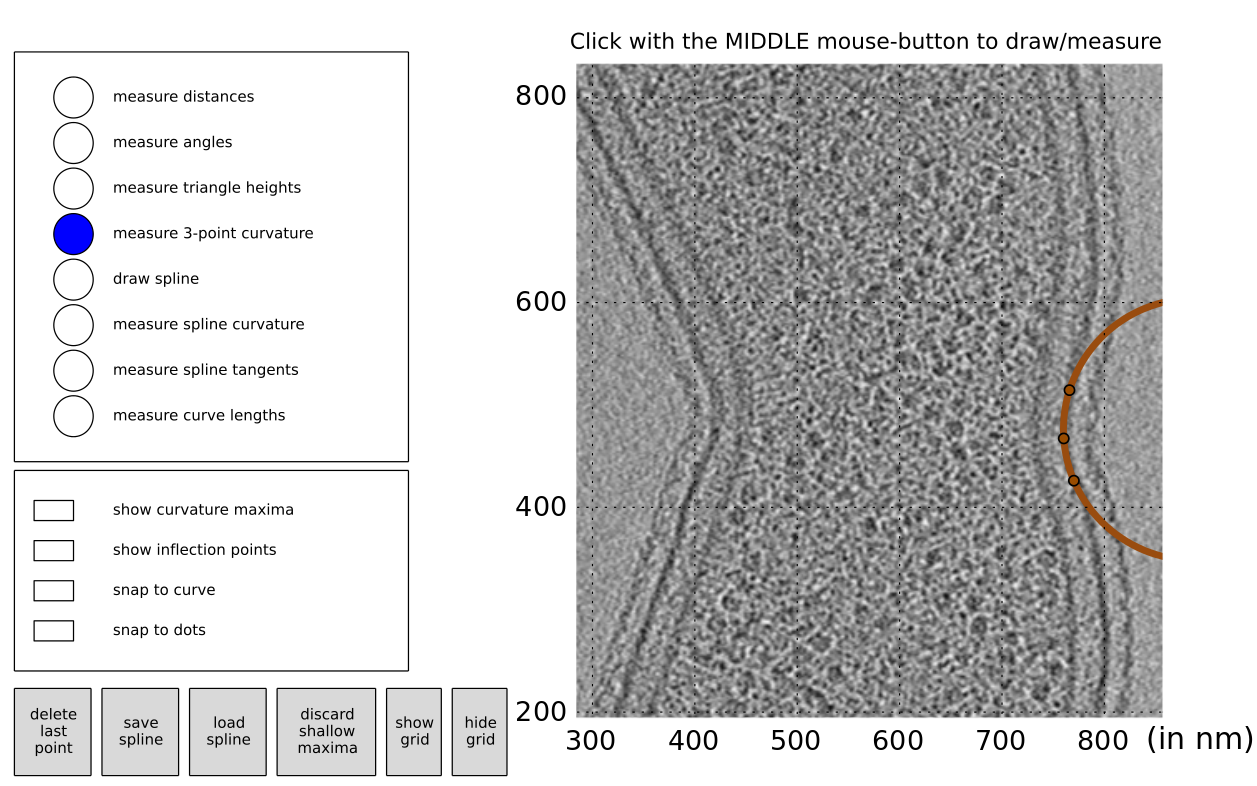 Click with the MIDDLE mouse-button to draw/measure
measure distances
measure angles
measure triangle heights
measure 3-point curvature
draw spline
measure spline curvature
measure spline tangents
measure curve lengths
show curvature maxima
show inflection points
snap to curve
snap to dots
delete
last
point
save
spline
load
spline
discard
shallow
maxima
show
grid
hide
grid
800
600
400
200
300 400 500 600 700 800 (in nm)